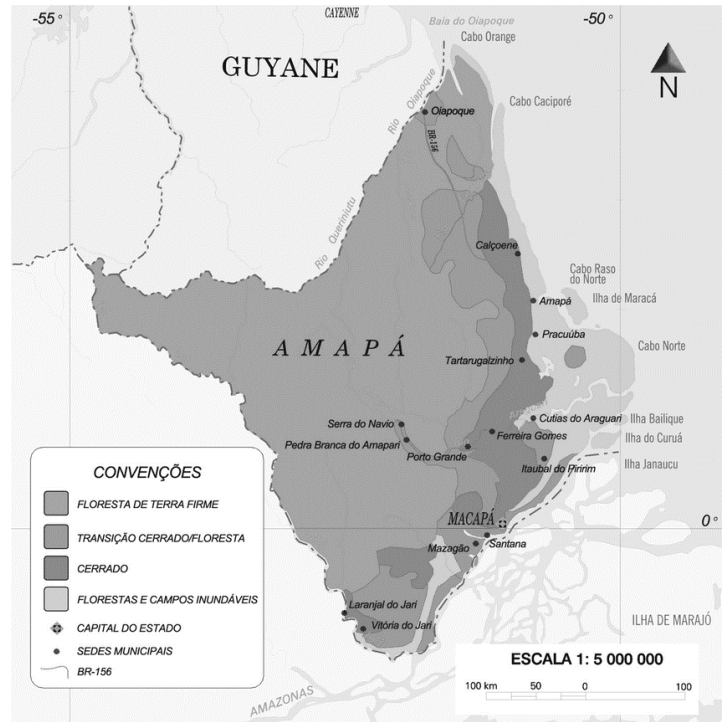 -55°
CAYENNE
Baia do Oiapoque
-50°
Cabo Orange
GUYANE
N
Rio Oiapoque
Oiapoque
Cabo Caciporé
BR-156
Rio Oueriniutu
Calçoene
Cabo Raso
do Norte
Amapá
Ilha de Maracá
Pracuúba
AMAPÁ
Cabo Norte
Tartarugalzinho
Serra do Navio
Cutias do Araguari
Ilha Bailique
Pedra Branca do Amapari
Ferreira Gomes
Ilha do Curuá
Porto Grande
Itaubal do Piririm
Ilha Janaucu
MACAPÁ
0°
Mazagão
Santana
Laranjal do Jari
Vitória do Jari
ILHA DE MARAJÓ
AMAZONAS
CONVENÇÕES
FLORESTA DE TERRA FIRME
TRANSIÇÃO CERRADO/FLORESTA
CERRADO
FLORESTAS E CAMPOS INUNDÁVEIS
CAPITAL DO ESTADO
SEDES MUNICIPAIS
BR-156
ESCALA 1: 5 000 000
100 km 50 0 100